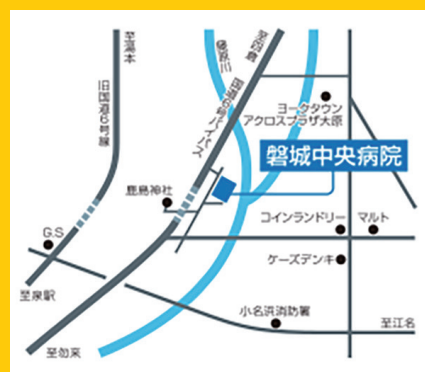 至湯本
旧国道6号線
藤原川
国道6号バイパス
至四倉
ヨークタウン
アクロスプラザ大原
磐城中央病院
鹿島神社
コインランドリー
マルト
G.S
ケーズデンキ
至泉駅
小名浜消防署
至江名
至勿来